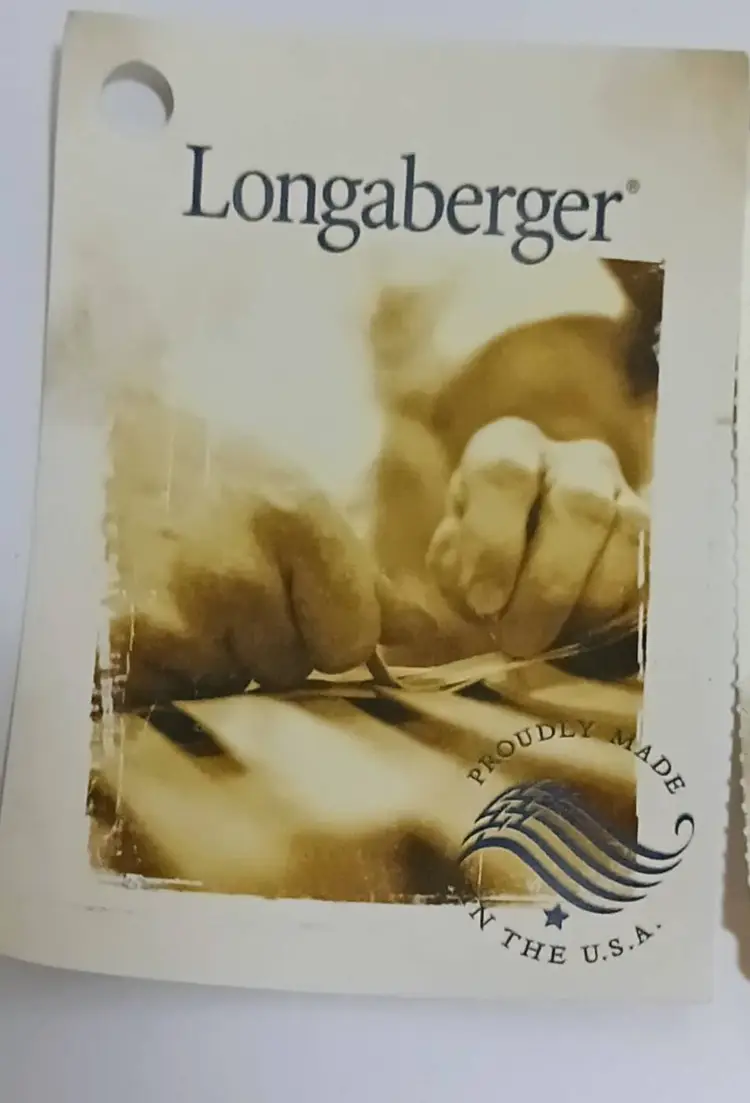 Longaberger®
PROUDLY MADE
IN THE U.S.A.